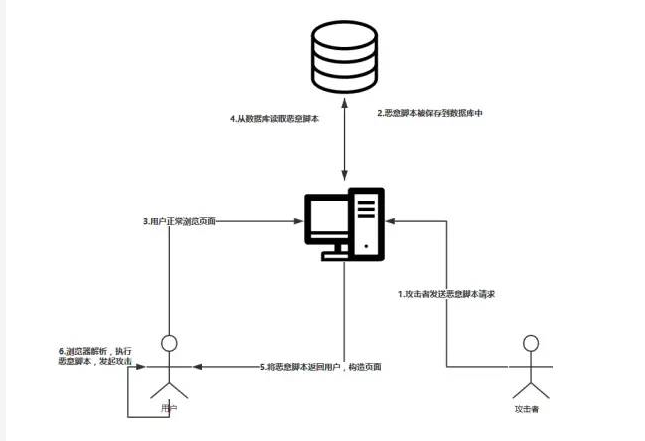 4.从数据库读取恶意脚本
2.恶意脚本被保存到数据库中
3.用户正常浏览页面
1.攻击者发送恶意脚本请求
6.浏览器解析，执行
恶意脚本，发起攻击
5.将恶意脚本返回用户，构造页面
用户
攻击者